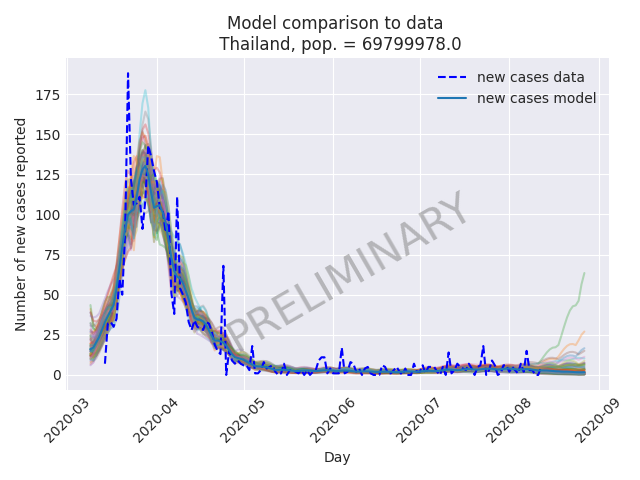 Model comparison to data
Thailand, pop. = 69799978.0
new cases data
new cases model
Number of new cases reported
175
150
125
100
75
50
25
0
PRELIMINARY
2020-03
2020-04
2020-05
2020-06
2020-07
2020-08
2020-09
Day